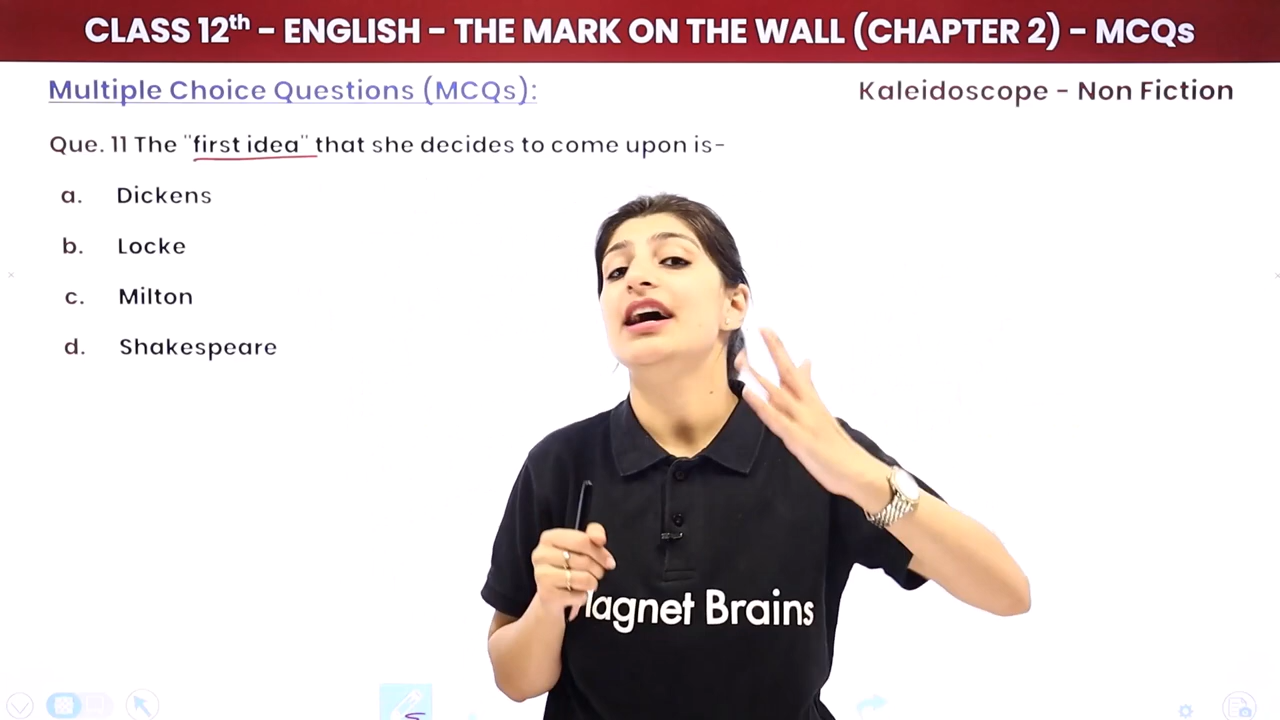 CLASS 12th - ENGLISH - THE MARK ON THE WALL (CHAPTER 2) - MCQs
Multiple Choice Questions (MCQs):
Kaleidoscope - Non Fiction
Que. 11 The "first idea" that she decides to come upon is-
a. Dickens
b. Locke
c. Milton
d. Shakespeare
Magnet Brains